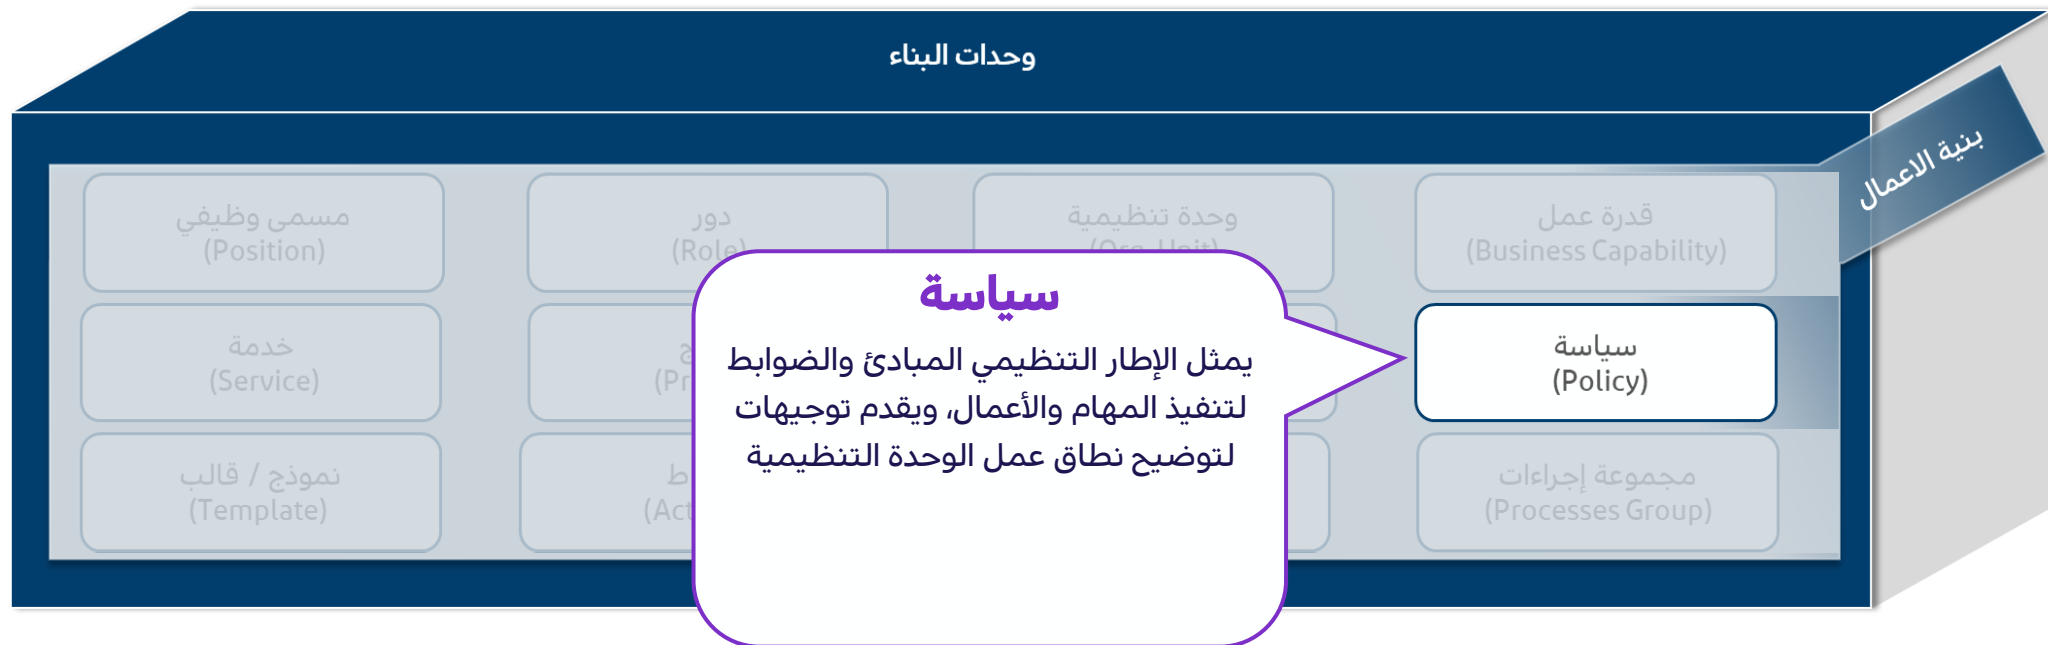 وحدات البناء
بنية الاعمال
قدرة عمل
(Business Capability)
وحدة تنظيمية
(Org. Unit)
دور
(Role)
مسمى وظيفي
(Position)
سياسة
(Policy)
سياسة
يمثل الإطار التنظيمي المبادئ والضوابط
لتنفيذ المهام والأعمال، ويقدم توجيهات
لتوضيح نطاق عمل الوحدة التنظيمية
خدمة
(Service)
مجموعة إجراءات
(Processes Group)
نموذج / قالب
(Template)